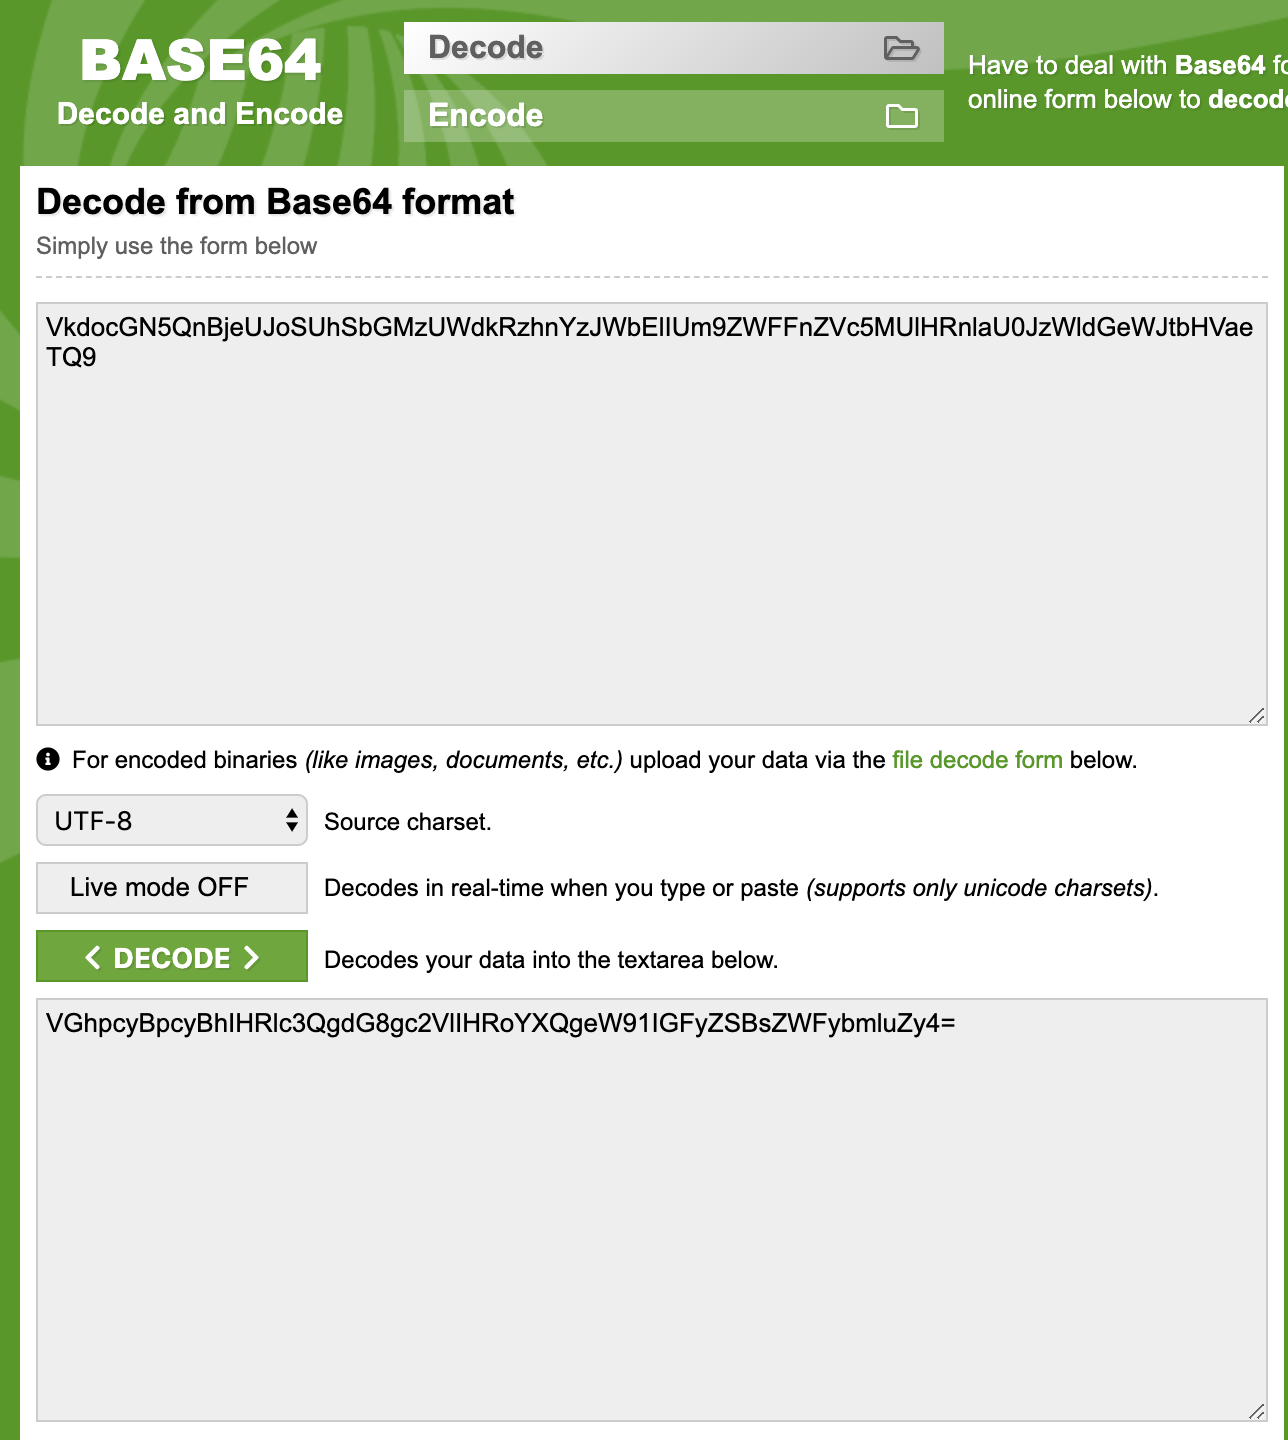 BASE64
Decode and Encode
Decode
Encode
Have to deal with Base64 fo
online form below to decode
Decode from Base64 format
Simply use the form below
VkdocGN5QnBjeUJoSUhSbGMzUWdkRzhnYzJWbElIUm9ZWFFnZVc5MUlHRnlaU0JzWldGeWJtbHVae
TQ9
For encoded binaries (like images, documents, etc.) upload your data via the file decode form below.
UTF-8 Source charset.
Live mode OFF Decodes in real-time when you type or paste (supports only unicode charsets).
DECODE Decodes your data into the textarea below.
VGhpcyBpcyBhIHRlc3QgdG8gc2VlIHRoYXQgeW91IGFyZSBsZWFybmluZy4=